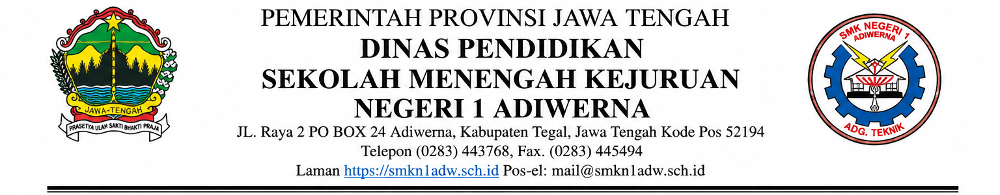 PEMERINTAH PROVINSI JAWA TENGAH
DINAS PENDIDIKAN
SEKOLAH MENENGAH KEJURUAN
NEGERI 1 ADIWERNA
JL. Raya 2 PO BOX 24 Adiwerna, Kabupaten Tegal, Jawa Tengah Kode Pos 52194
Telepon (0283) 443768, Fax. (0283) 445494
Laman https://smkn1adw.sch.id Pos-el: mail@smkn1adw.sch.id
JAWA-TENGAH
PRASETYA ULAH SAKTI BHAKTI PRAJA
SMK NEGERI 1
ADIWERNA
ADG. TEKNIK